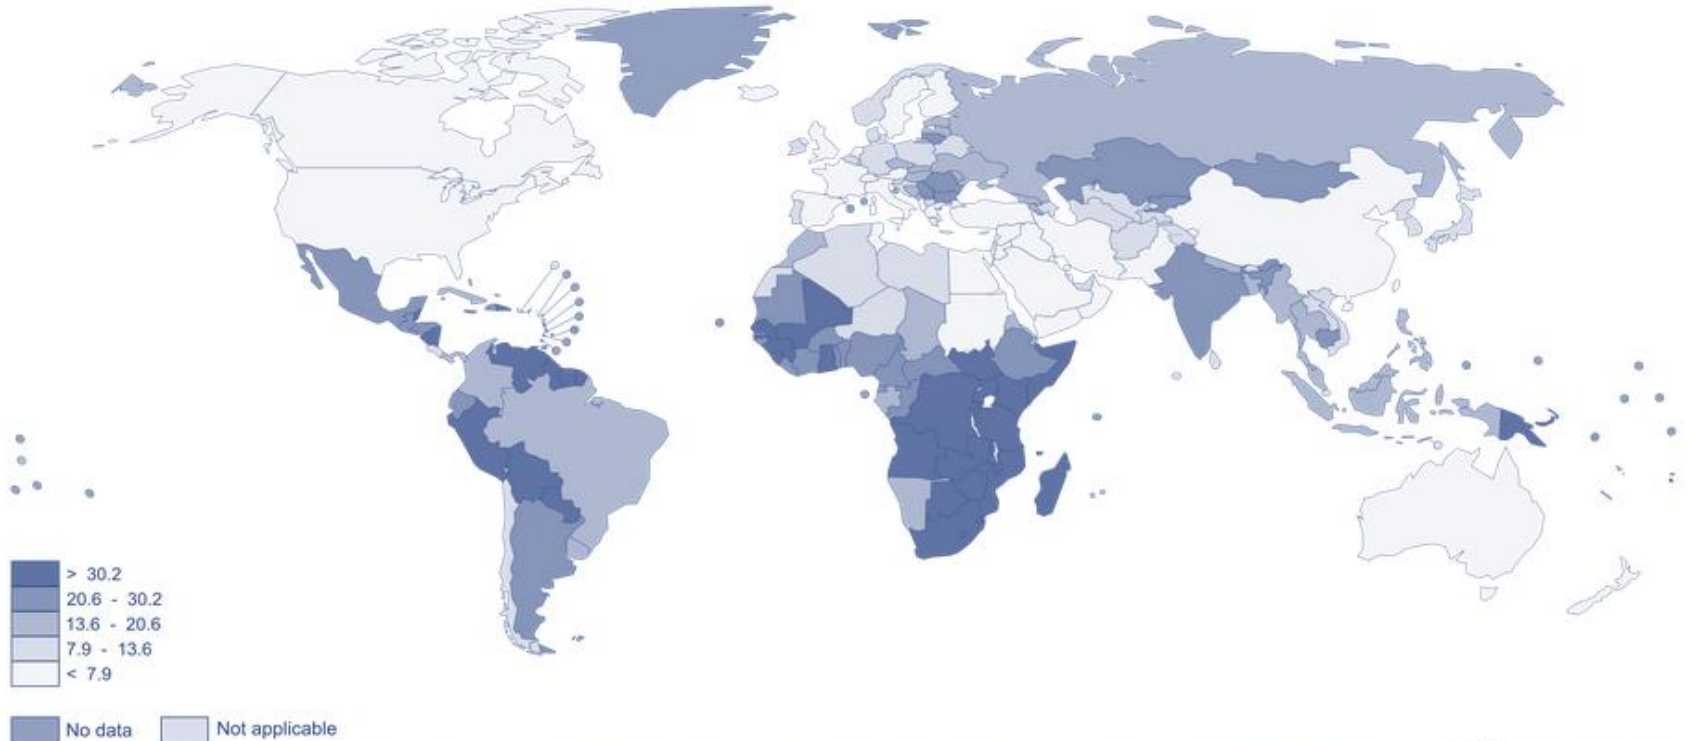 > 30.2
20.6 - 30.2
13.6 - 20.6
7.9 - 13.6
< 7.9
No data Not applicable